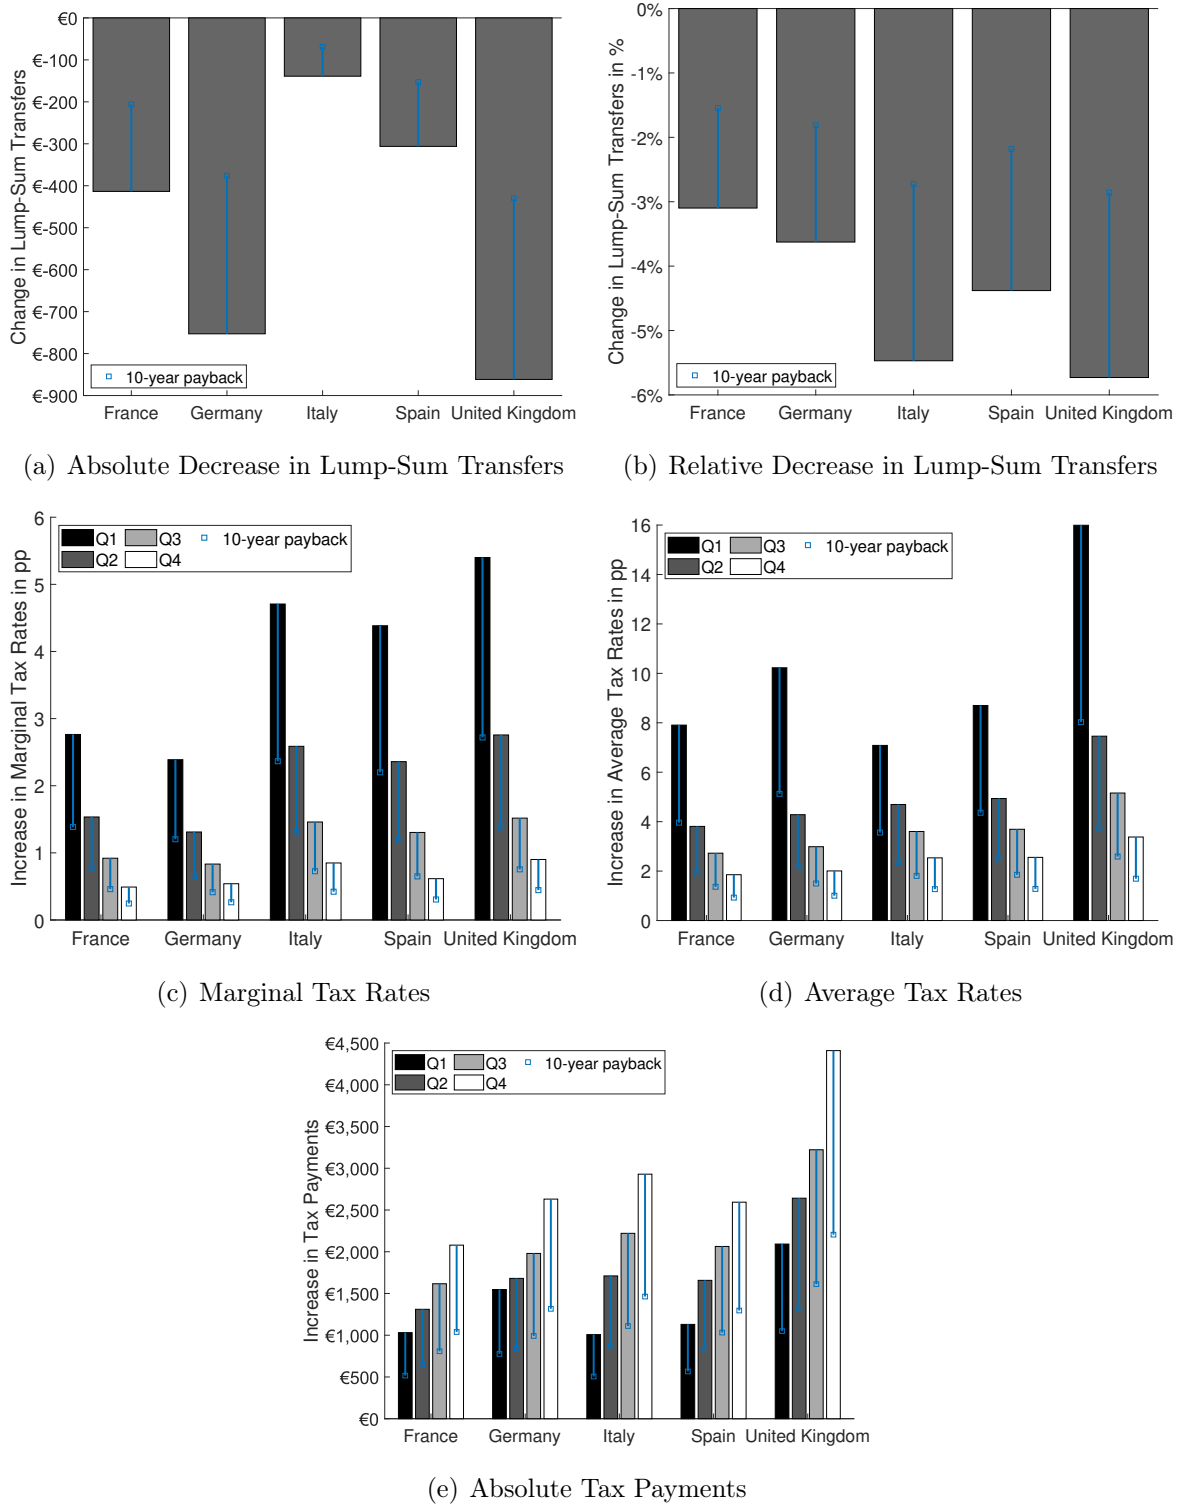 €0
€-100
€-200
€-300
€-400
€-500
€-600
€-700
€-800
€-900
Change in Lump-Sum Transfers
10-year payback
France Germany Italy Spain United Kingdom
(a) Absolute Decrease in Lump-Sum Transfers
0%
-1%
-2%
-3%
-4%
-5%
-6%
Change in Lump-Sum Transfers in %
10-year payback
France Germany Italy Spain United Kingdom
(b) Relative Decrease in Lump-Sum Transfers
6
5
4
3
2
1
0
Increase in Marginal Tax Rates in pp
Q1 Q3 10-year payback
Q2 Q4
France Germany Italy Spain United Kingdom
(c) Marginal Tax Rates
16
14
12
10
8
6
4
2
0
Increase in Average Tax Rates in pp
Q1 Q3 10-year payback
Q2 Q4
France Germany Italy Spain United Kingdom
(d) Average Tax Rates
€4,500
€4,000
€3,500
€3,000
€2,500
€2,000
€1,500
€1,000
€500
€0
Increase in Tax Payments
Q1 Q3 10-year payback
Q2 Q4
France Germany Italy Spain United Kingdom
(e) Absolute Tax Payments